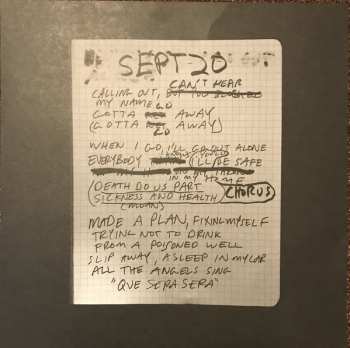 SEPT 20
CALLING OUT, CAN'T HEAR
MY NAME
GOTTA GO AWAY
(GOTTA GO AWAY)
WHEN I GO, I'LL GO OUT ALONE
EVERYBODY I'LL BE SAFE
IN MY HOME
DEATH DO US PART
SICKNESS AND HEALTH
CHORUS
(MOANS)
MADE A PLAN, FIXING MYSELF
TRYING NOT TO DRINK
FROM A POISONED WELL
SLIP AWAY, ASLEEP IN MY CAR
ALL THE ANGELS SING
"QUE SERA SERA"